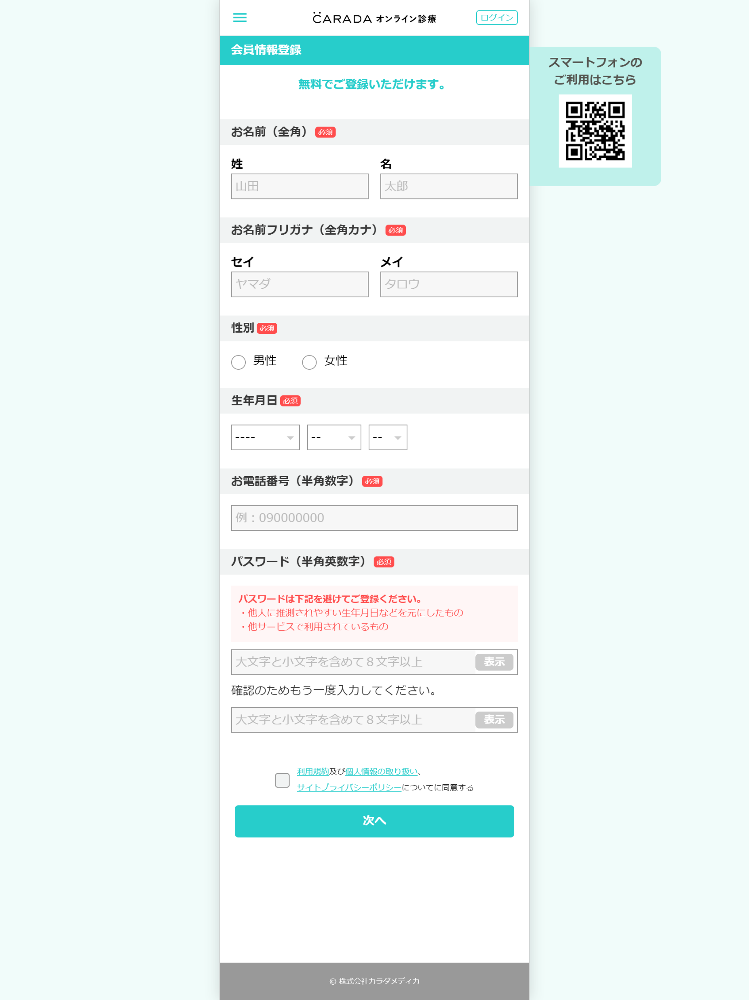 CARADA オンライン診療
ログイン
会員情報登録
無料でご登録いただけます。
スマートフォンの
ご利用はこちら
お名前（全角） 必須
姓 名
山田 太郎
お名前フリガナ（全角カナ） 必須
セイ メイ
ヤマダ タロウ
性別 必須
男性 女性
生年月日 必須
---- -- --
お電話番号（半角数字） 必須
例：090000000
パスワード（半角英数字） 必須
パスワードは下記を避けてご登録ください。
・他人に推測されやすい生年月日などを元にしたもの
・他サービスで利用されているもの
大文字と小文字を含めて８文字以上 表示
確認のためもう一度入力してください。
大文字と小文字を含めて８文字以上 表示
利用規約及び個人情報の取り扱い、
サイトプライバシーポリシーについてに同意する
次へ
© 株式会社カラダメディカ